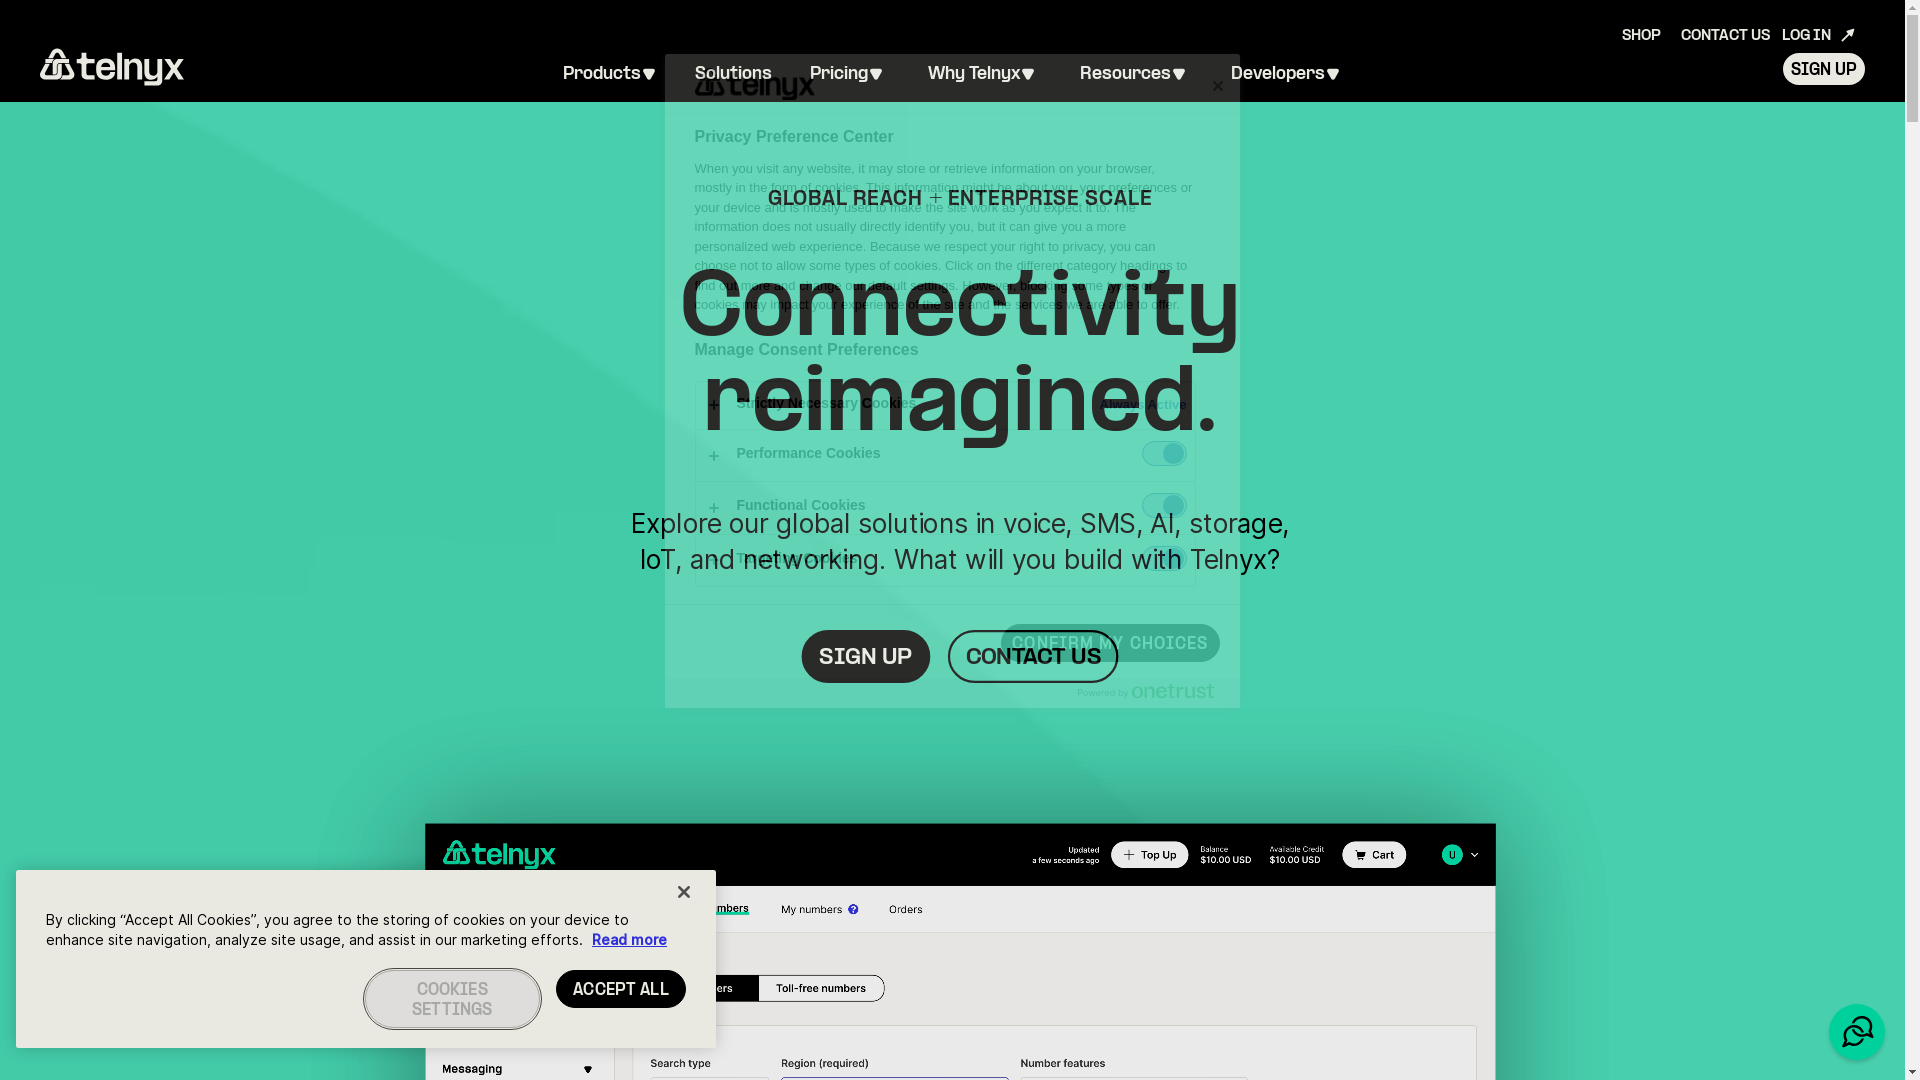 SHOP CONTACT US LOG IN
telnyx Products Solutions Pricing Why Telnyx Resources Developers SIGN UP
telnyx
Privacy Preference Center
When you visit any website, it may store or retrieve information on your browser,
mostly in the form of cookies. This information might be about you, your preferences or
your device and is mostly used to make the site work as you expect it to. The
information does not usually directly identify you, but it can give you a more
personalized web experience. Because we respect your right to privacy, you can
choose not to allow some types of cookies. Click on the different category headings to
find out more and change our default settings. However, blocking some types of
cookies may impact your experience of the site and the services we are able to offer.
Manage Consent Preferences
Strictly Necessary Cookies Always Active
Performance Cookies
Functional Cookies
Targeting Cookies
CONFIRM MY CHOICES
Powered by onetrust
GLOBAL REACH + ENTERPRISE SCALE
Connectivity
reimagined.
Explore our global solutions in voice, SMS, AI, storage,
IoT, and networking. What will you build with Telnyx?
SIGN UP CONTACT US
telnyx
Updated
a few seconds ago
+ Top Up
Balance
$10.00 USD
Available Credit
$10.00 USD
Cart
U
My numbers ? Orders
Toll-free numbers
Search type Region (required) Number features
Messaging
By clicking “Accept All Cookies”, you agree to the storing of cookies on your device to
enhance site navigation, analyze site usage, and assist in our marketing efforts. Read more
COOKIES
SETTINGS
ACCEPT ALL